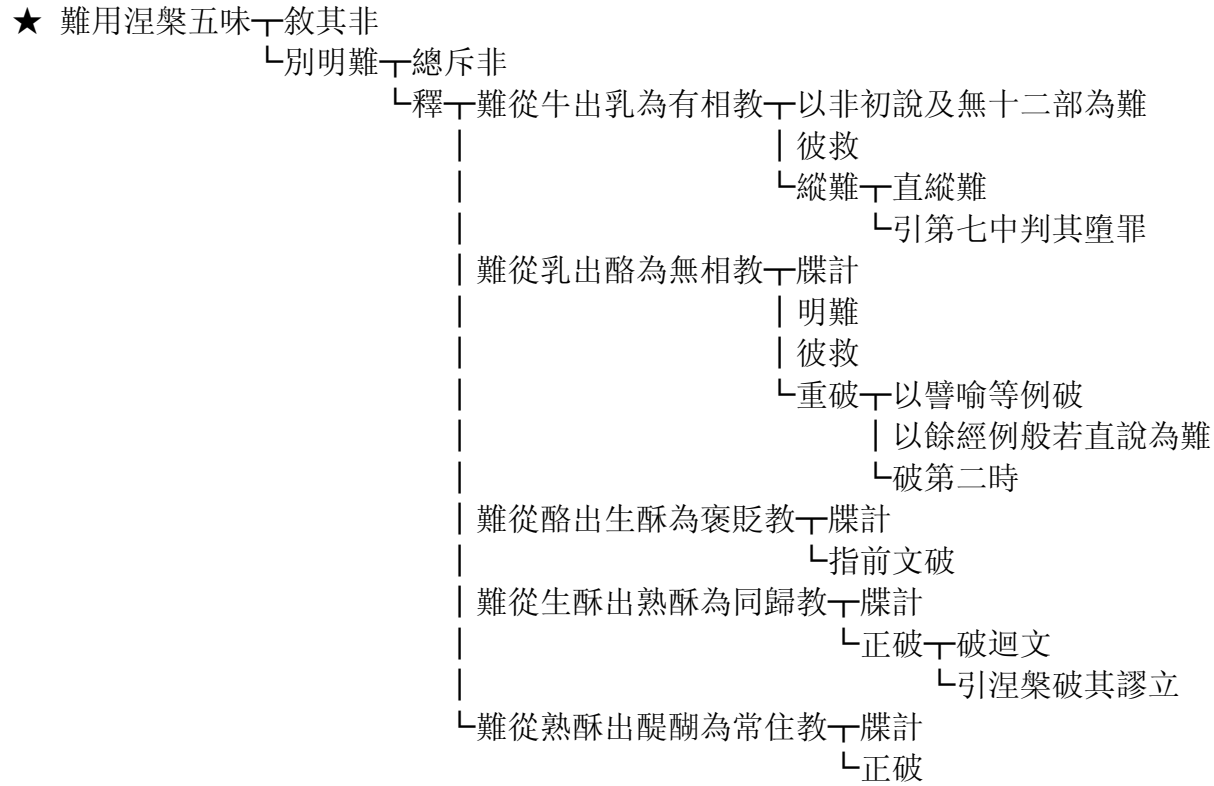 ★ 難用涅槃五味┬敘其非
└別明難┬總斥非
└釋┬難從牛出乳為有相教┬以非初說及無十二部為難
｜ ｜彼救
｜ └縱難┬直縱難
｜ └引第七中判其墮罪
｜難從乳出酪為無相教┬牒計
｜ ｜明難
｜ ｜彼救
｜ └重破┬以譬喻等例破
｜ ｜以餘經例般若直說為難
｜ └破第二時
｜難從酪出生酥為褒貶教┬牒計
｜ └指前文破
｜難從生酥出熟酥為同歸教┬牒計
｜ └正破┬破迴文
｜ └引涅槃破其謬立
└難從熟酥出醍醐為常住教┬牒計
└正破